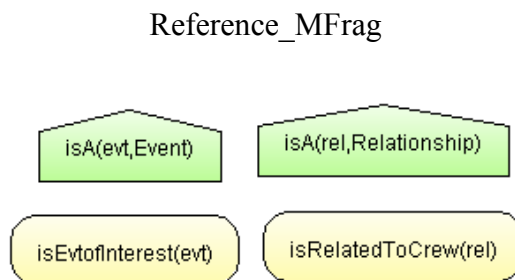 Reference_MFrag
isA(evt,Event)
isA(rel,Relationship)
isEvtofInterest(evt)
isRelatedToCrew(rel)